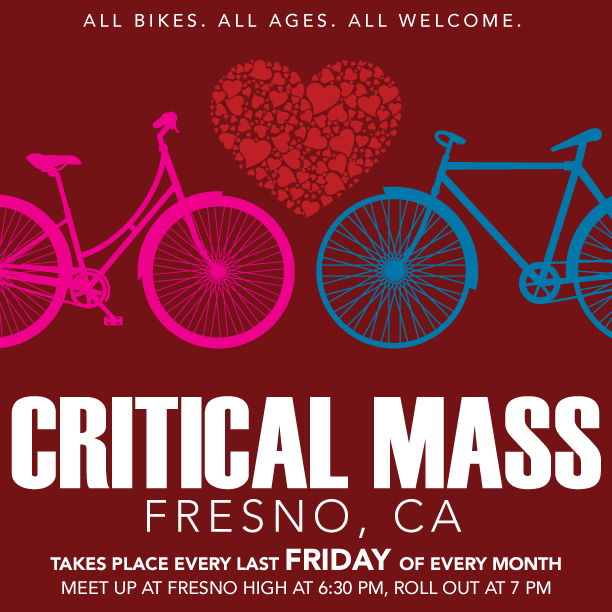 ALL BIKES. ALL AGES. ALL WELCOME.
CRITICAL MASS
FRESNO, CA
TAKES PLACE EVERY LAST FRIDAY OF EVERY MONTH
MEET UP AT FRESNO HIGH AT 6:30 PM, ROLL OUT AT 7 PM